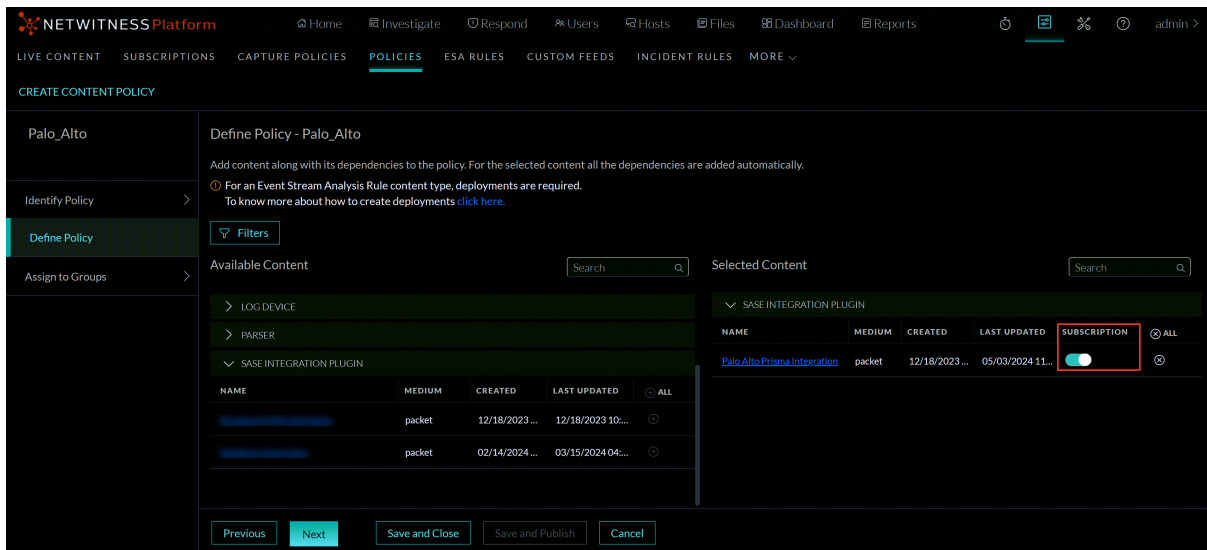 NETWITNESS Platform Home Investigate Respond Users Hosts Files Dashboard Reports admin >
LIVE CONTENT SUBSCRIPTIONS CAPTURE POLICIES POLICIES ESA RULES CUSTOM FEEDS INCIDENT RULES MORE
CREATE CONTENT POLICY
Palo_Alto
Identify Policy
Define Policy
Assign to Groups
Define Policy - Palo_Alto
Add content along with its dependencies to the policy. For the selected content all the dependencies are added automatically.
For an Event Stream Analysis Rule content type, deployments are required.
To know more about how to create deployments click here.
Filters
Available Content Search
LOG DEVICE
PARSER
SASE INTEGRATION PLUGIN
NAME MEDIUM CREATED LAST UPDATED ALL
packet 12/18/2023 ... 12/18/2023 10:...
packet 02/14/2024 ... 03/15/2024 04:...
Selected Content Search
SASE INTEGRATION PLUGIN
NAME MEDIUM CREATED LAST UPDATED SUBSCRIPTION ALL
Palo Alto Prisma Integration packet 12/18/2023 ... 05/03/2024 11...
Previous Next Save and Close Save and Publish Cancel